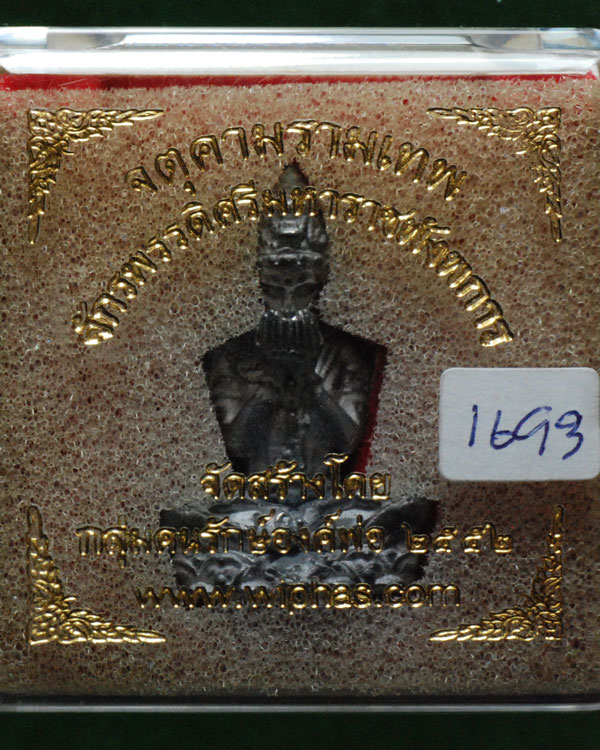 จตุคามรามเทพ
จักรพรรดิศรีมหาราชพังพการ
จัดสร้างโดย
กลุ่มคนรักษ์องค์พ่อ ๒๕๕๒
www.wiphas.com
1693